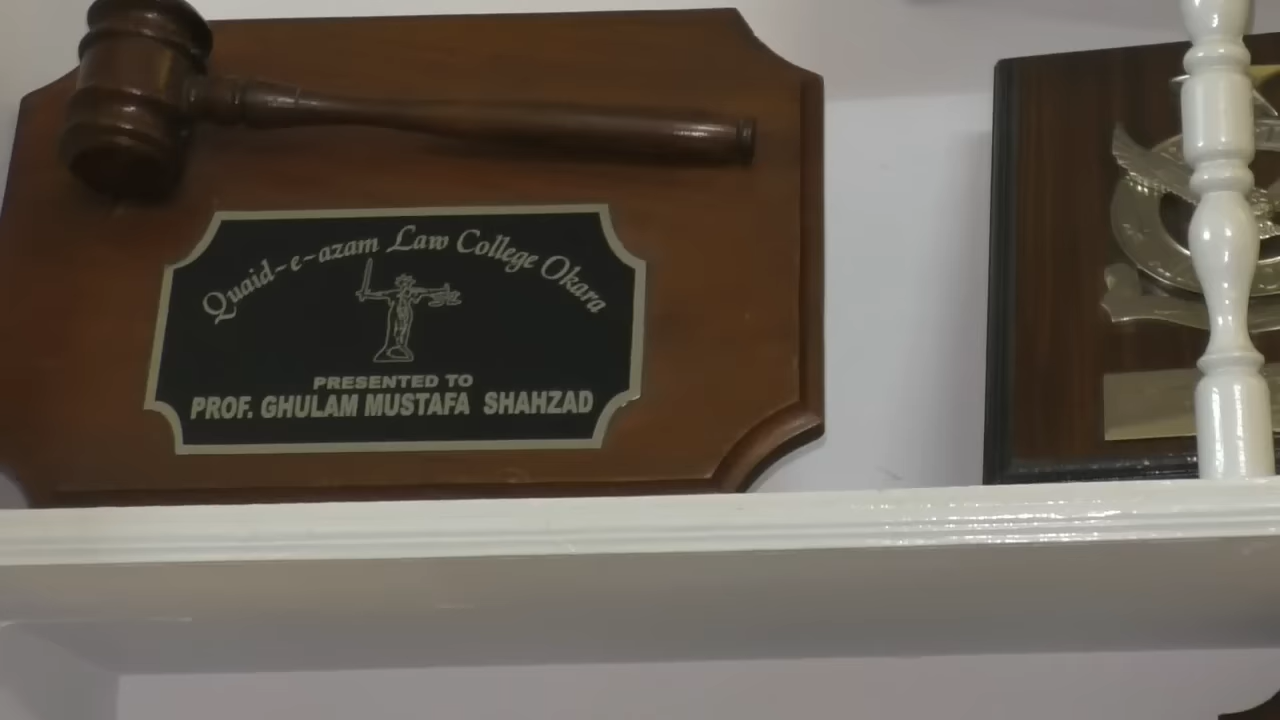 Quaid-e-azam Law College Okara
PRESENTED TO
PROF. GHULAM MUSTAFA SHAHZAD